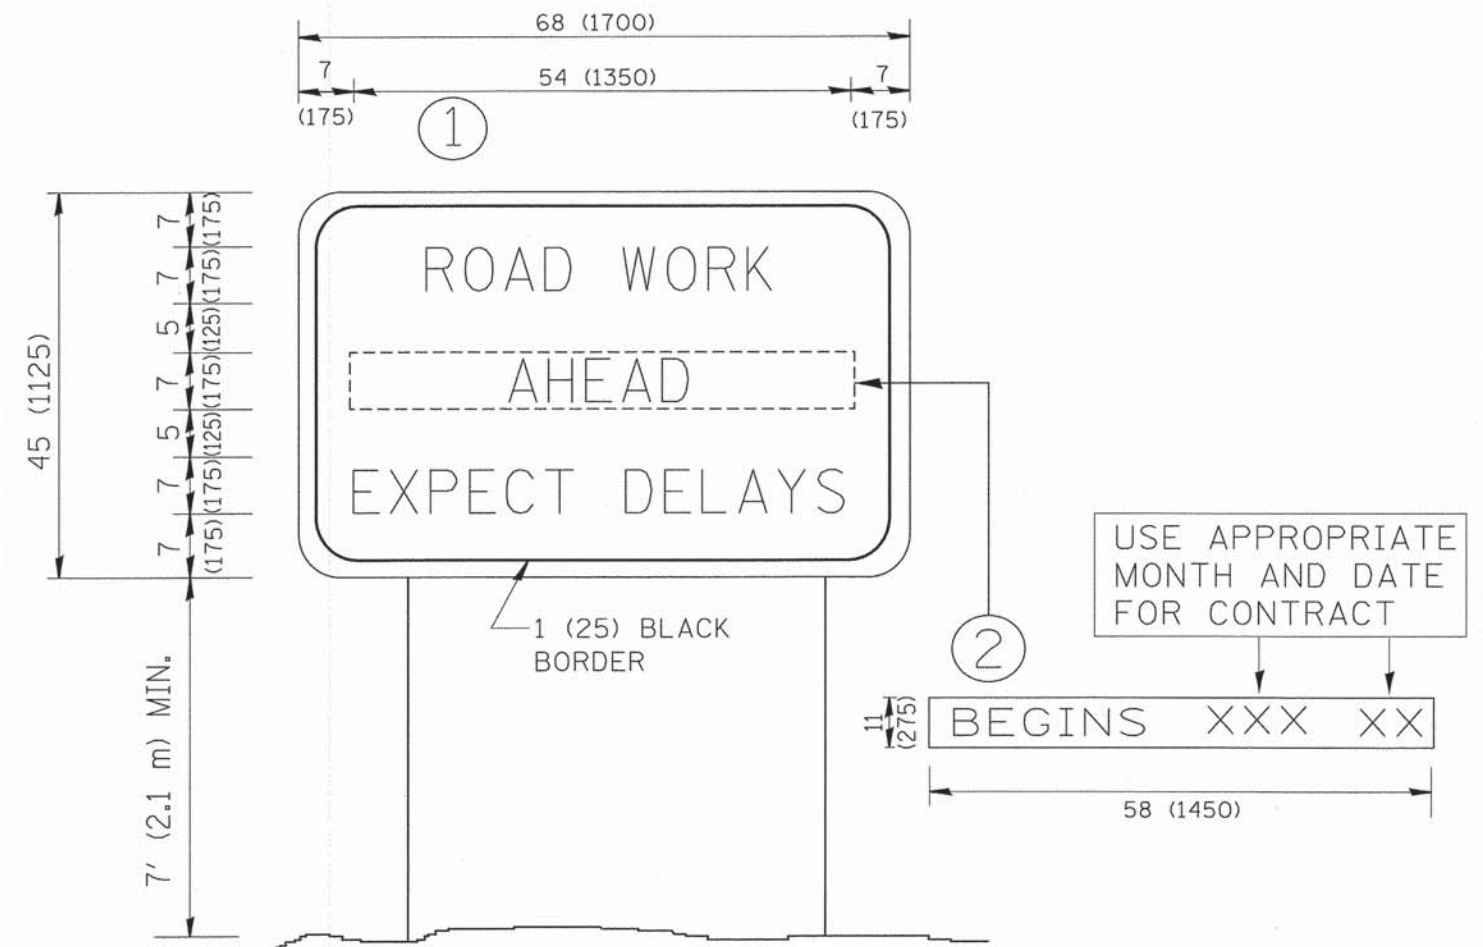 68 (1700)
7
54 (1350)
7
(175)
(175)
1
45 (1125)
7
(175)
7
(175)
5
(125)
7
(175)
5
(125)
7
(175)
7
(175)
ROAD WORK
AHEAD
EXPECT DELAYS
1 (25) BLACK
BORDER
7' (2.1 m) MIN.
USE APPROPRIATE
MONTH AND DATE
FOR CONTRACT
2
11
(275)
BEGINS XXX XX
58 (1450)